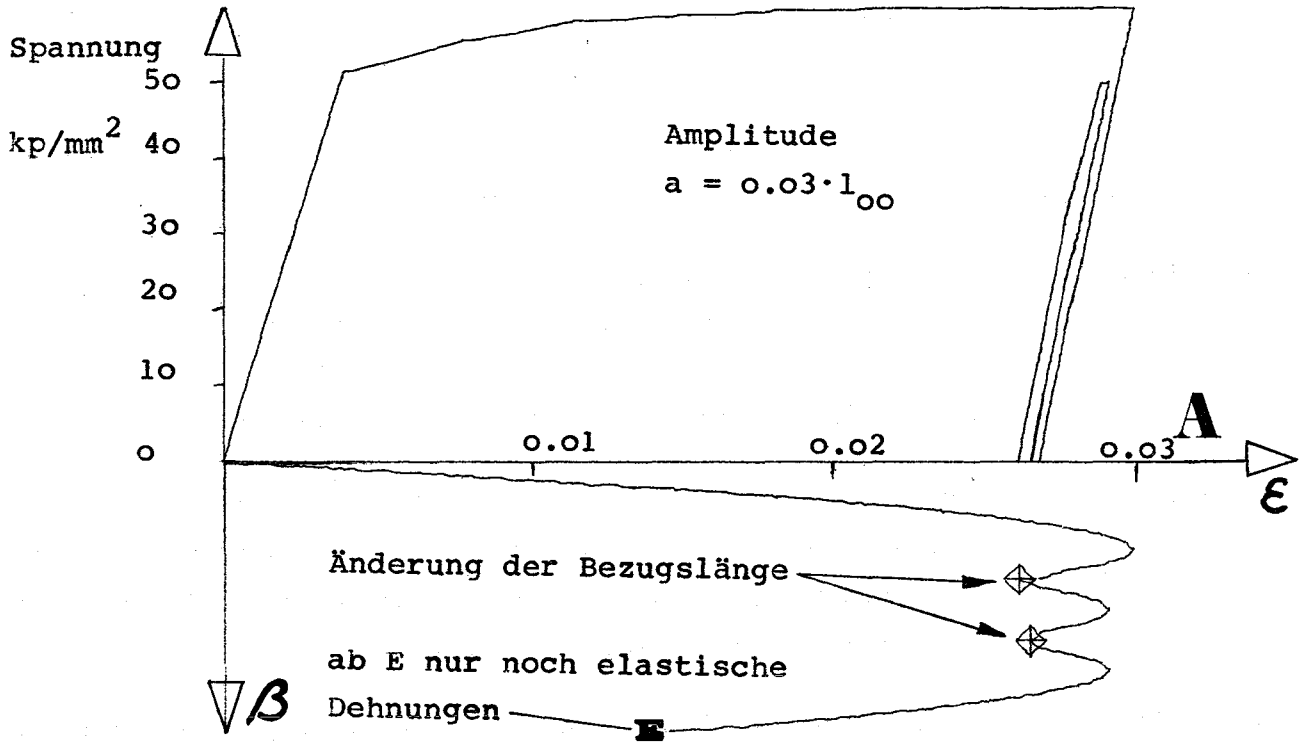 Spannung
5o
kp/mm² 4o
3o
2o
1o
o
Amplitude
a = o.o3·l_oo
A
o.o1
o.o2
o.o3
ε
Änderung der Bezugslänge
ab E nur noch elastische
Dehnungen
E
β